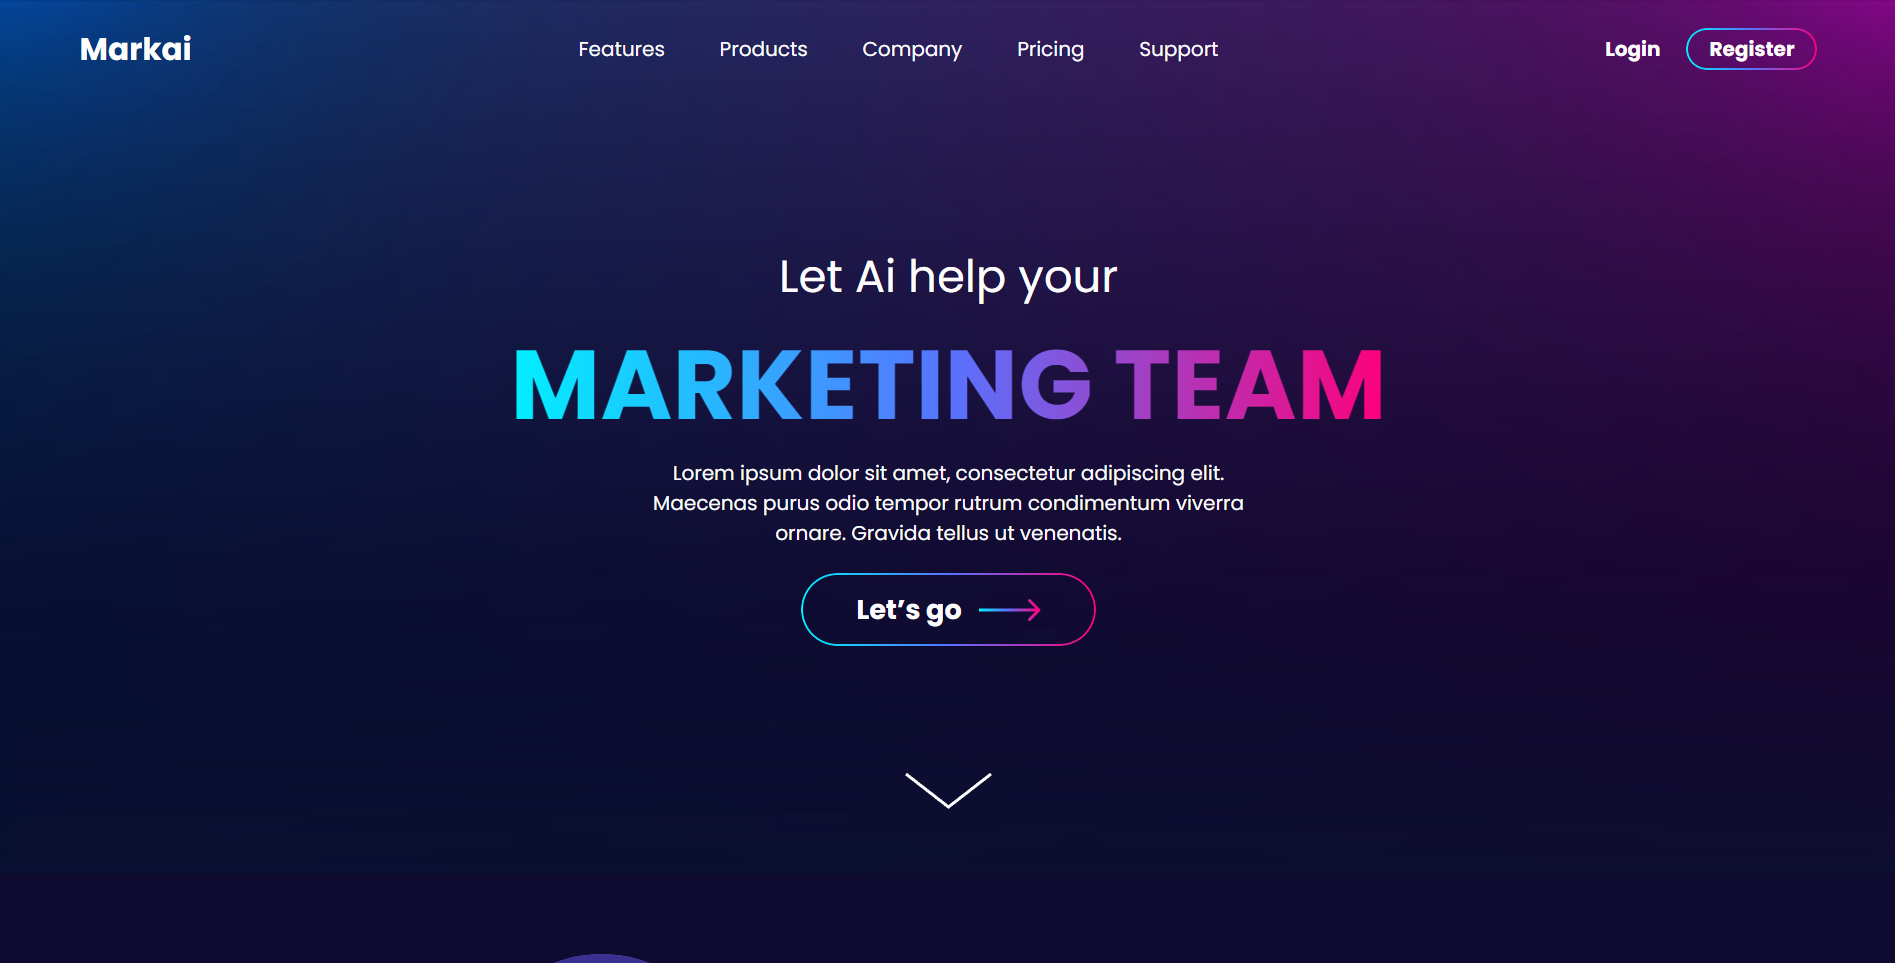 Markai
Features
Products
Company
Pricing
Support
Login
Register
Let Ai help your
MARKETING TEAM
Lorem ipsum dolor sit amet, consectetur adipiscing elit.
Maecenas purus odio tempor rutrum condimentum viverra
ornare. Gravida tellus ut venenatis.
Let’s go